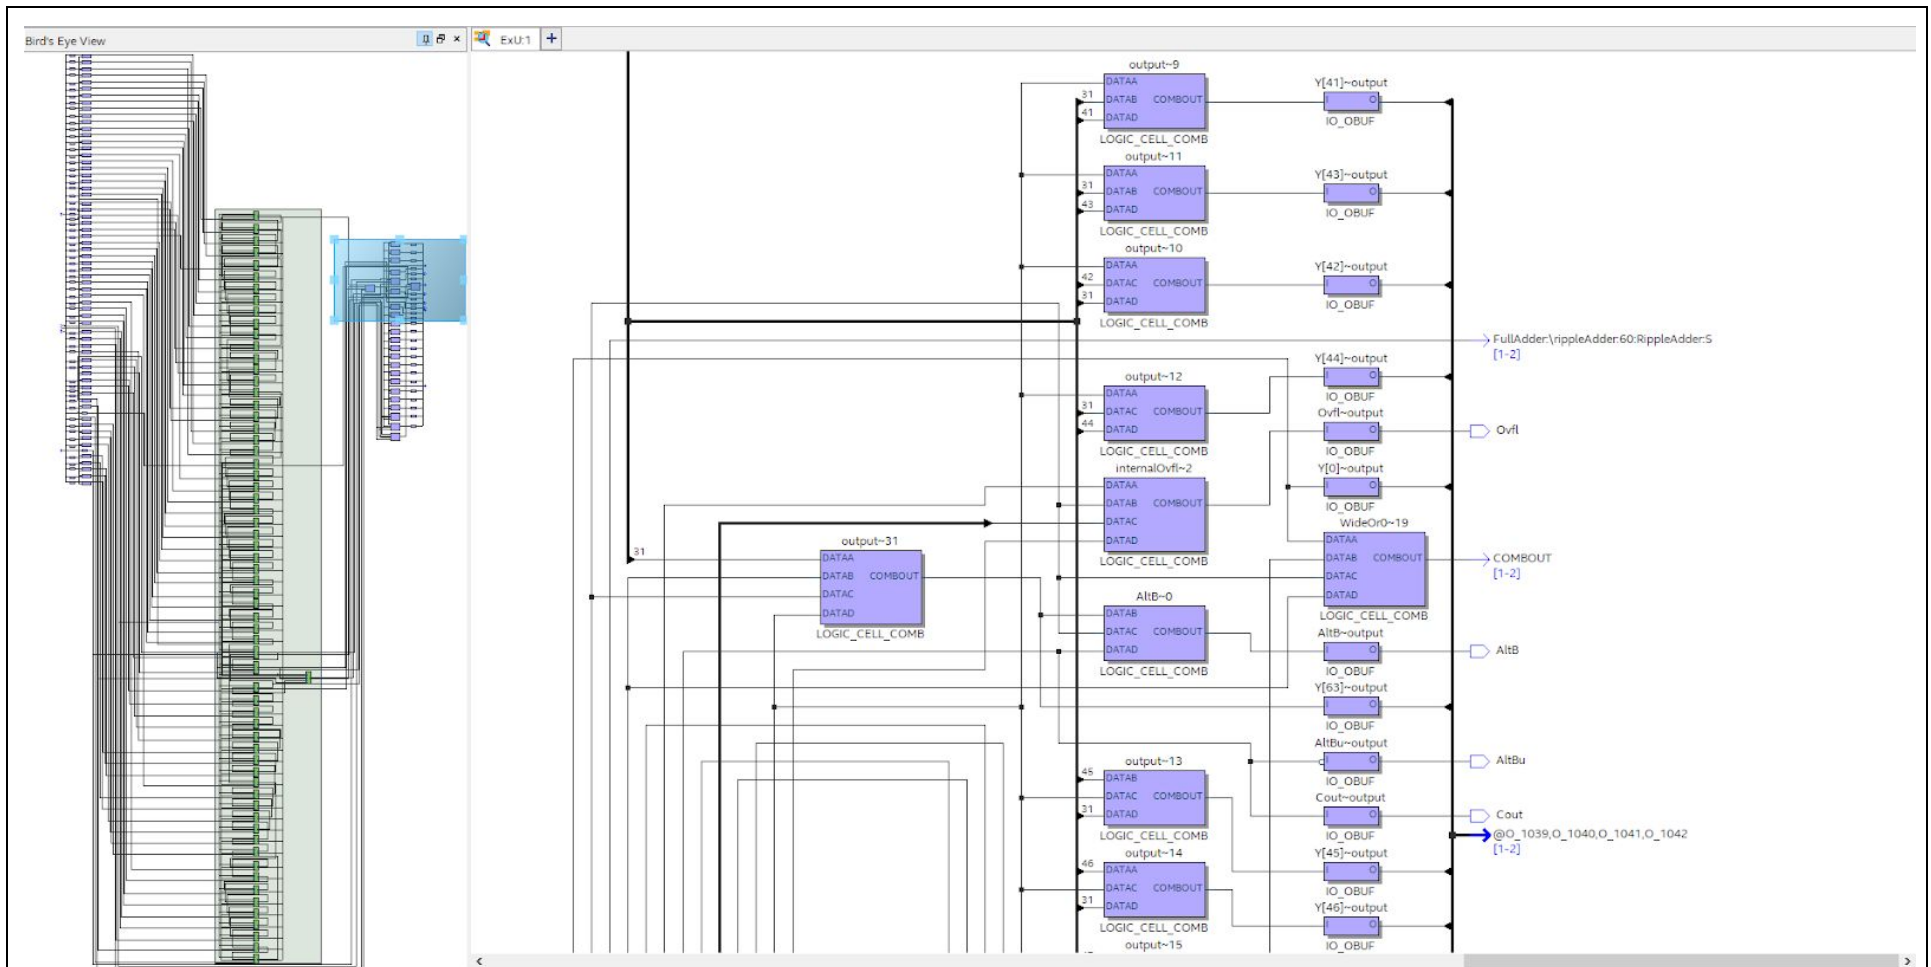 Bird's Eye View
ExU:1
output~9
DATAA
31 DATAB COMBOUT
41 DATAD
LOGIC_CELL_COMB
Y[41]~output
I O
IO_OBUF
output~11
DATAA
31 DATAB COMBOUT
43 DATAD
LOGIC_CELL_COMB
Y[43]~output
I O
IO_OBUF
output~10
DATAA
42 DATAC COMBOUT
31 DATAD
LOGIC_CELL_COMB
Y[42]~output
I O
IO_OBUF
FullAdder:\rippleAdder:60:RippleAdder:S
[1-2]
Y[44]~output
I O
IO_OBUF
output~12
DATAA
31 DATAC COMBOUT
44 DATAD
LOGIC_CELL_COMB
Ovfl~output
I O
IO_OBUF
Ovfl
internalOvfl~2
DATAA
DATAB COMBOUT
DATAC
DATAD
LOGIC_CELL_COMB
Y[0]~output
I O
IO_OBUF
WideOr0~19
DATAA
DATAB COMBOUT
DATAC
DATAD
LOGIC_CELL_COMB
COMBOUT
[1-2]
output~31
31 DATAA
DATAB COMBOUT
DATAC
DATAD
LOGIC_CELL_COMB
AltB~0
DATAB
DATAC COMBOUT
DATAD
LOGIC_CELL_COMB
AltB~output
I O
IO_OBUF
AltB
Y[63]~output
I O
IO_OBUF
AltBu~output
I O
IO_OBUF
AltBu
output~13
45 DATAB
DATAC COMBOUT
31 DATAD
LOGIC_CELL_COMB
Cout~output
I O
IO_OBUF
Cout
@O_1039,O_1040,O_1041,O_1042
[1-2]
Y[45]~output
I O
IO_OBUF
output~14
46 DATAA
DATAC COMBOUT
31 DATAD
LOGIC_CELL_COMB
Y[46]~output
I O
IO_OBUF
output~15